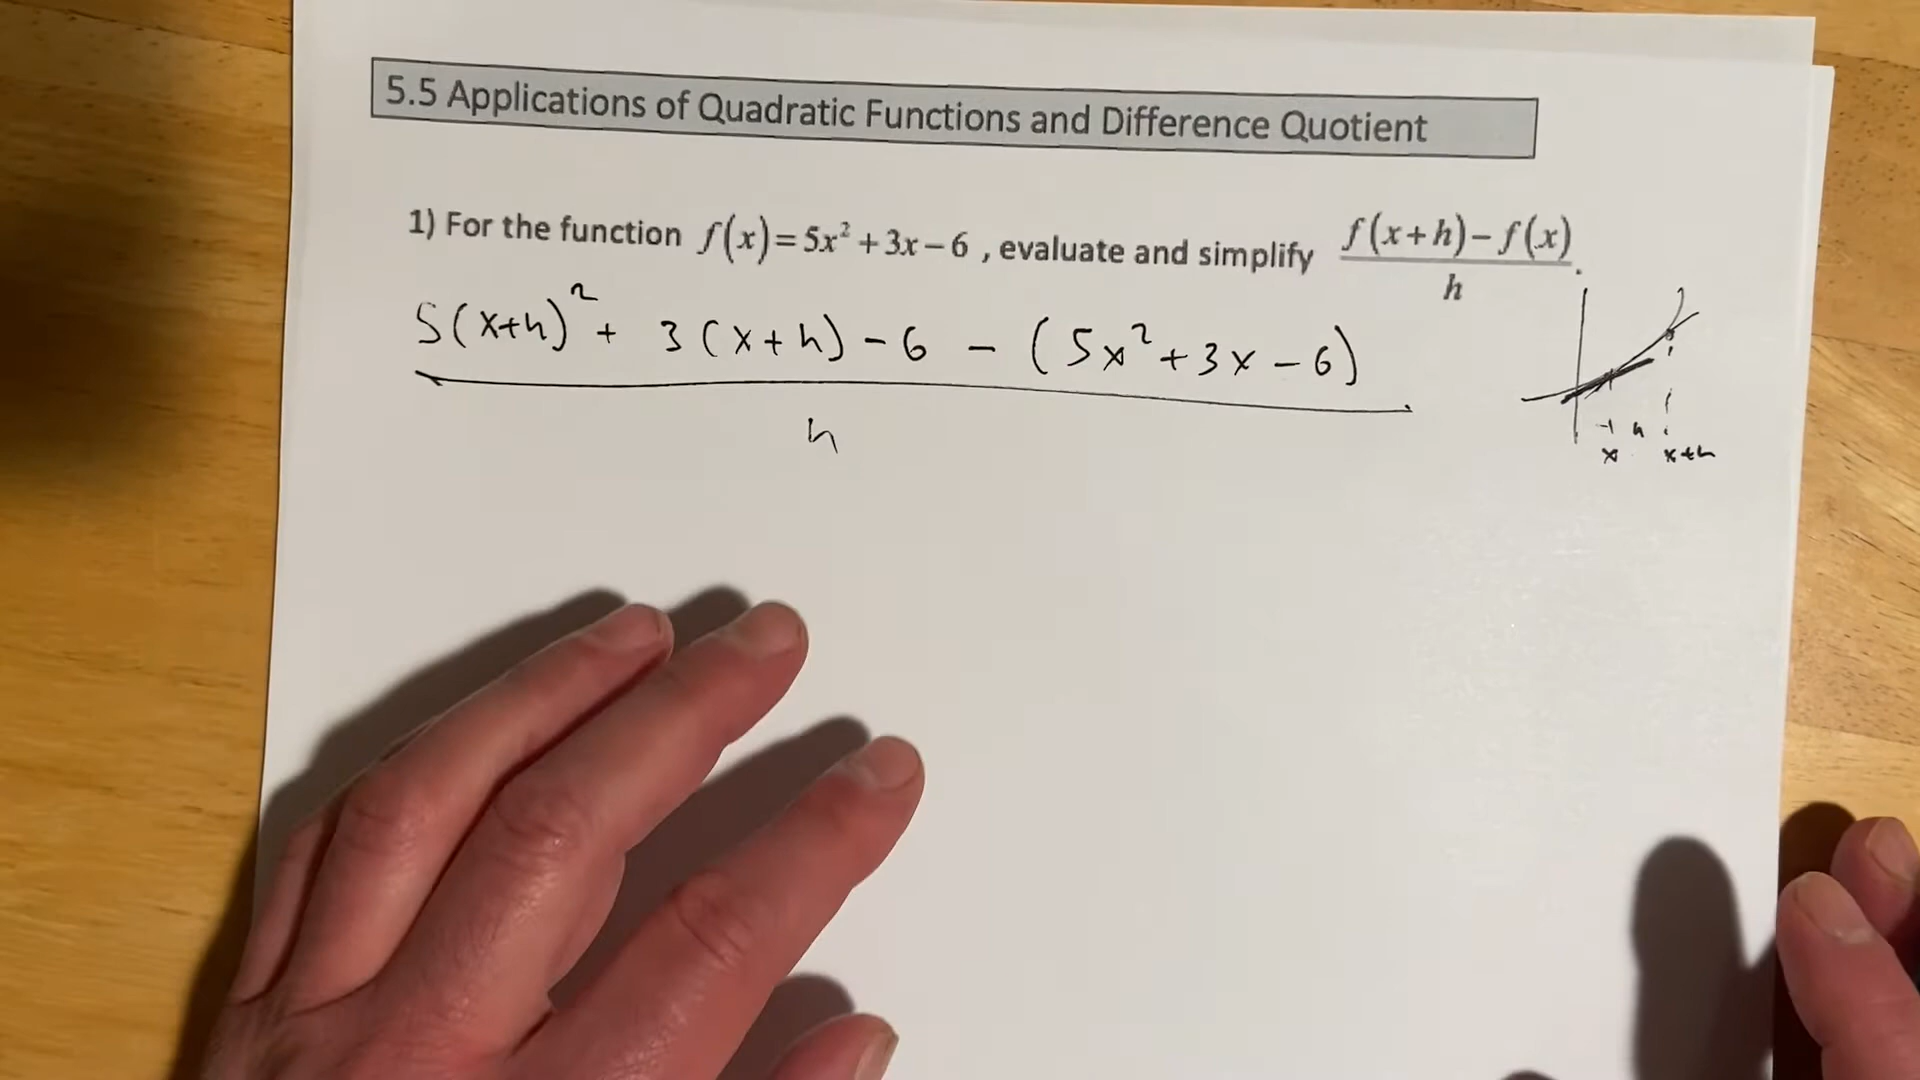 5.5 Applications of Quadratic Functions and Difference Quotient
1) For the function f(x)=5x²+3x−6 , evaluate and simplify (f(x+h)−f(x))/h .
5(x+h)² + 3(x+h) − 6 − (5x² + 3x − 6)
h
h
x x+h